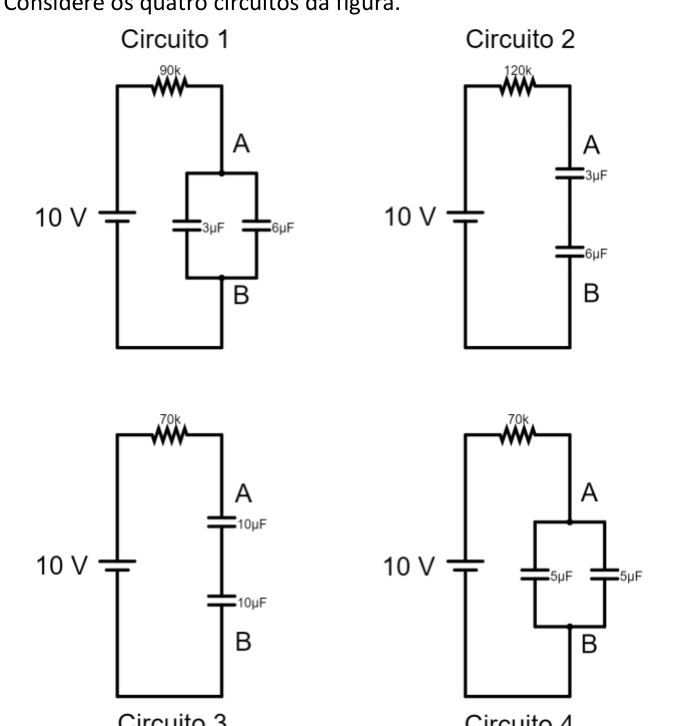 Considere os quatro circuitos da figura.
Circuito 1
Circuito 2
90k
120k
A
A
3µF
10 V
3µF
6µF
10 V
6µF
B
B
70k
70k
A
A
10µF
10 V
10 V
5µF
5µF
10µF
B
B
Circuito 3
Circuito 4